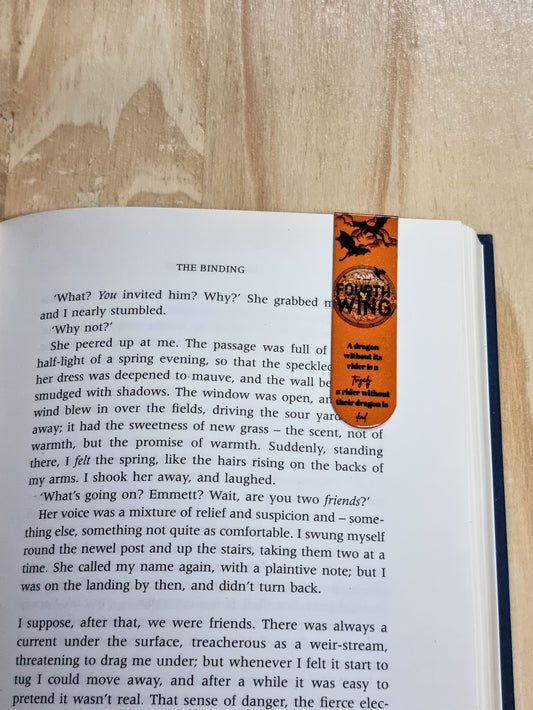 THE BINDING
'What? You invited him? Why?' She grabbed m
and I nearly stumbled.
'Why not?'
She peered up at me. The passage was full of
half-light of a spring evening, so that the speckled
her dress was deepened to mauve, and the wall be
smudged with shadows. The window was open, an
wind blew in over the fields, driving the sour yard
away; it had the sweetness of new grass – the scent, not of
warmth, but the promise of warmth. Suddenly, standing
there, I felt the spring, like the hairs rising on the backs of
my arms. I shook her away, and laughed.
'What's going on? Emmett? Wait, are you two friends?'
Her voice was a mixture of relief and suspicion and – some-
thing else, something not quite as comfortable. I swung myself
round the newel post and up the stairs, taking them two at a
time. She called my name again, with a plaintive note; but I
was on the landing by then, and didn't turn back.
I suppose, after that, we were friends. There was always a
current under the surface, treacherous as a weir-stream,
threatening to drag me under; but whenever I felt it start to
tug I could move away, and after a while it was easy to
pretend it wasn't real. That sense of danger, the fierce elec-
FOURTH
WING
A dragon
without its
rider is a
tragedy
a rider without
their dragon is
dead